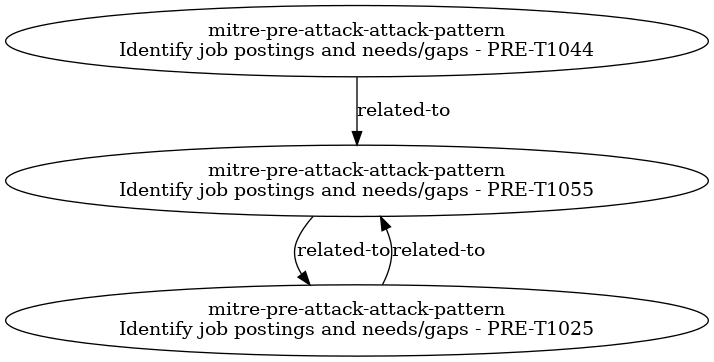 mitre-pre-attack-attack-pattern
Identify job postings and needs/gaps - PRE-T1044
related-to
mitre-pre-attack-attack-pattern
Identify job postings and needs/gaps - PRE-T1055
related-to related-to
mitre-pre-attack-attack-pattern
Identify job postings and needs/gaps - PRE-T1025